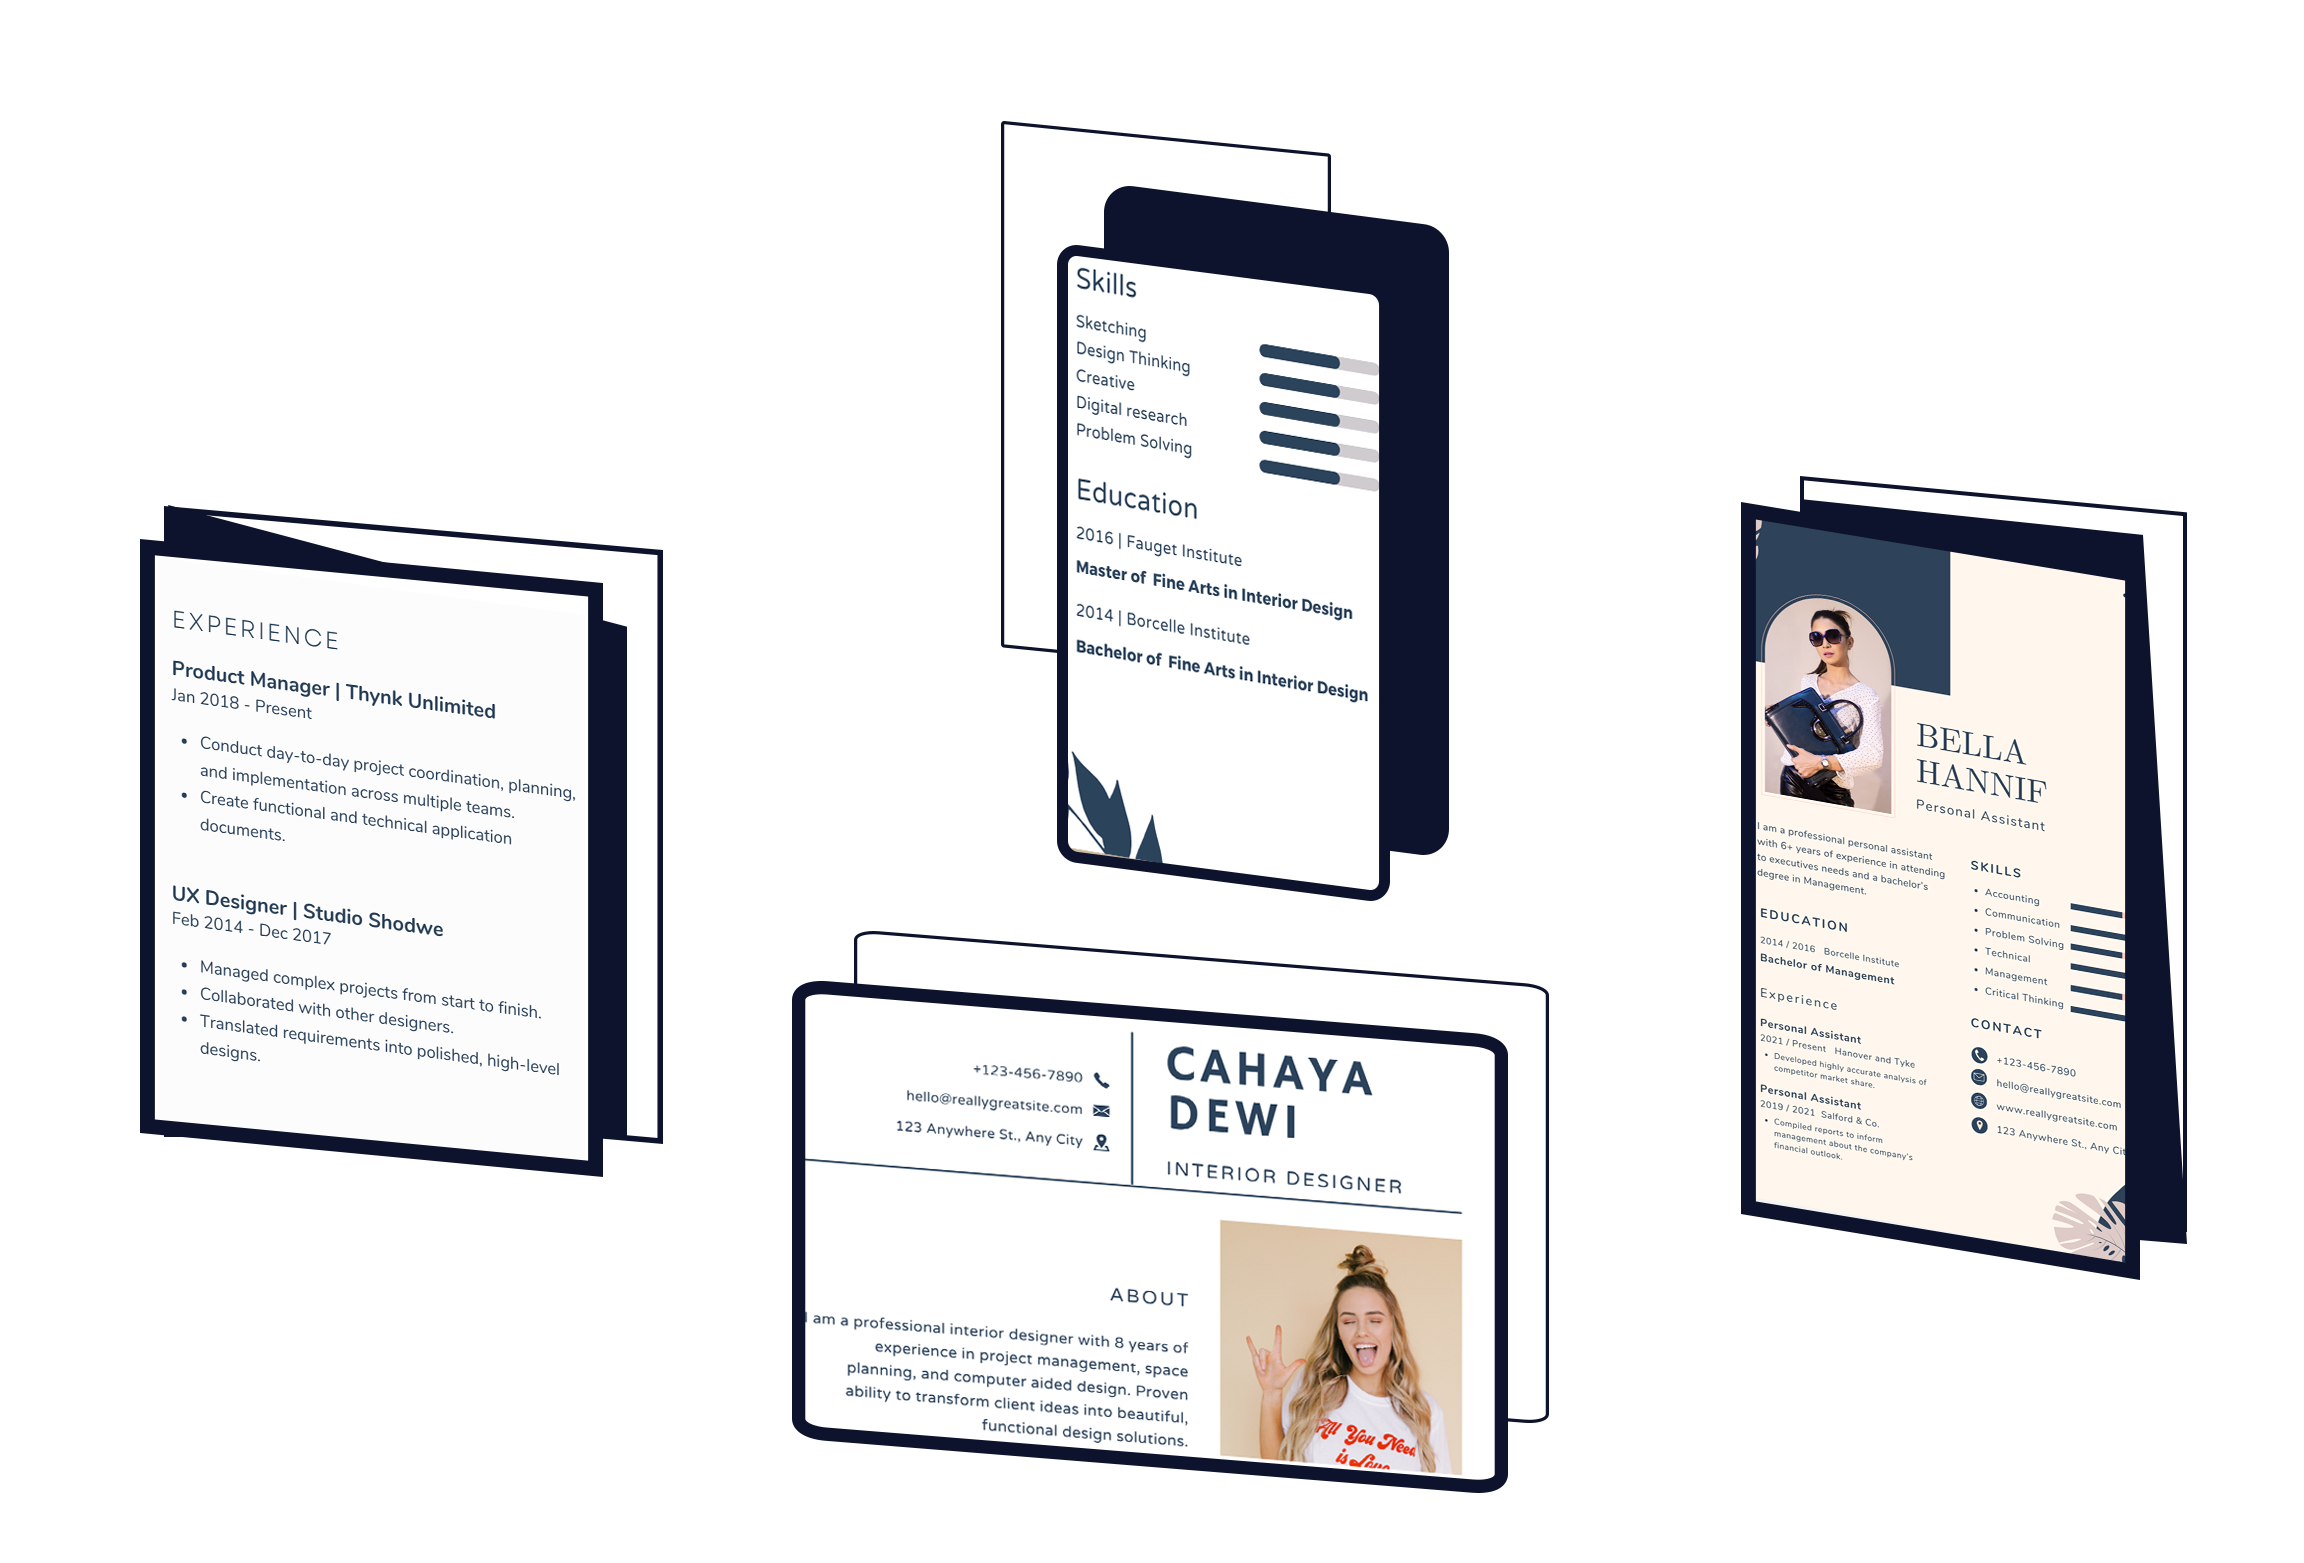 EXPERIENCE
Product Manager | Thynk Unlimited
Jan 2018 - Present
• Conduct day-to-day project coordination, planning,
and implementation across multiple teams.
• Create functional and technical application
documents.
UX Designer | Studio Shodwe
Feb 2014 - Dec 2017
• Managed complex projects from start to finish.
• Collaborated with other designers.
• Translated requirements into polished, high-level
designs.
Skills
Sketching
Design Thinking
Creative
Digital research
Problem Solving
Education
2016 | Fauget Institute
Master of Fine Arts in Interior Design
2014 | Borcelle Institute
Bachelor of Fine Arts in Interior Design
+123-456-7890
hello@reallygreatsite.com
123 Anywhere St., Any City
CAHAYA
DEWI
INTERIOR DESIGNER
ABOUT
I am a professional interior designer with 8 years of
experience in project management, space
planning, and computer aided design. Proven
ability to transform client ideas into beautiful,
functional design solutions.
All You Need
is Love
BELLA
HANNIF
Personal Assistant
I am a professional personal assistant
with 6+ years of experience in attending
to executives needs and a bachelor's
degree in Management.
EDUCATION
2014 / 2016 Borcelle Institute
Bachelor of Management
Experience
Personal Assistant
2021 / Present Hanover and Tyke
• Developed highly accurate analysis of
competitor market share.
Personal Assistant
2019 / 2021 Salford & Co.
• Compiled reports to inform
management about the company's
financial outlook.
SKILLS
• Accounting
• Communication
• Problem Solving
• Technical
• Management
• Critical Thinking
CONTACT
+123-456-7890
hello@reallygreatsite.com
www.reallygreatsite.com
123 Anywhere St., Any Cit